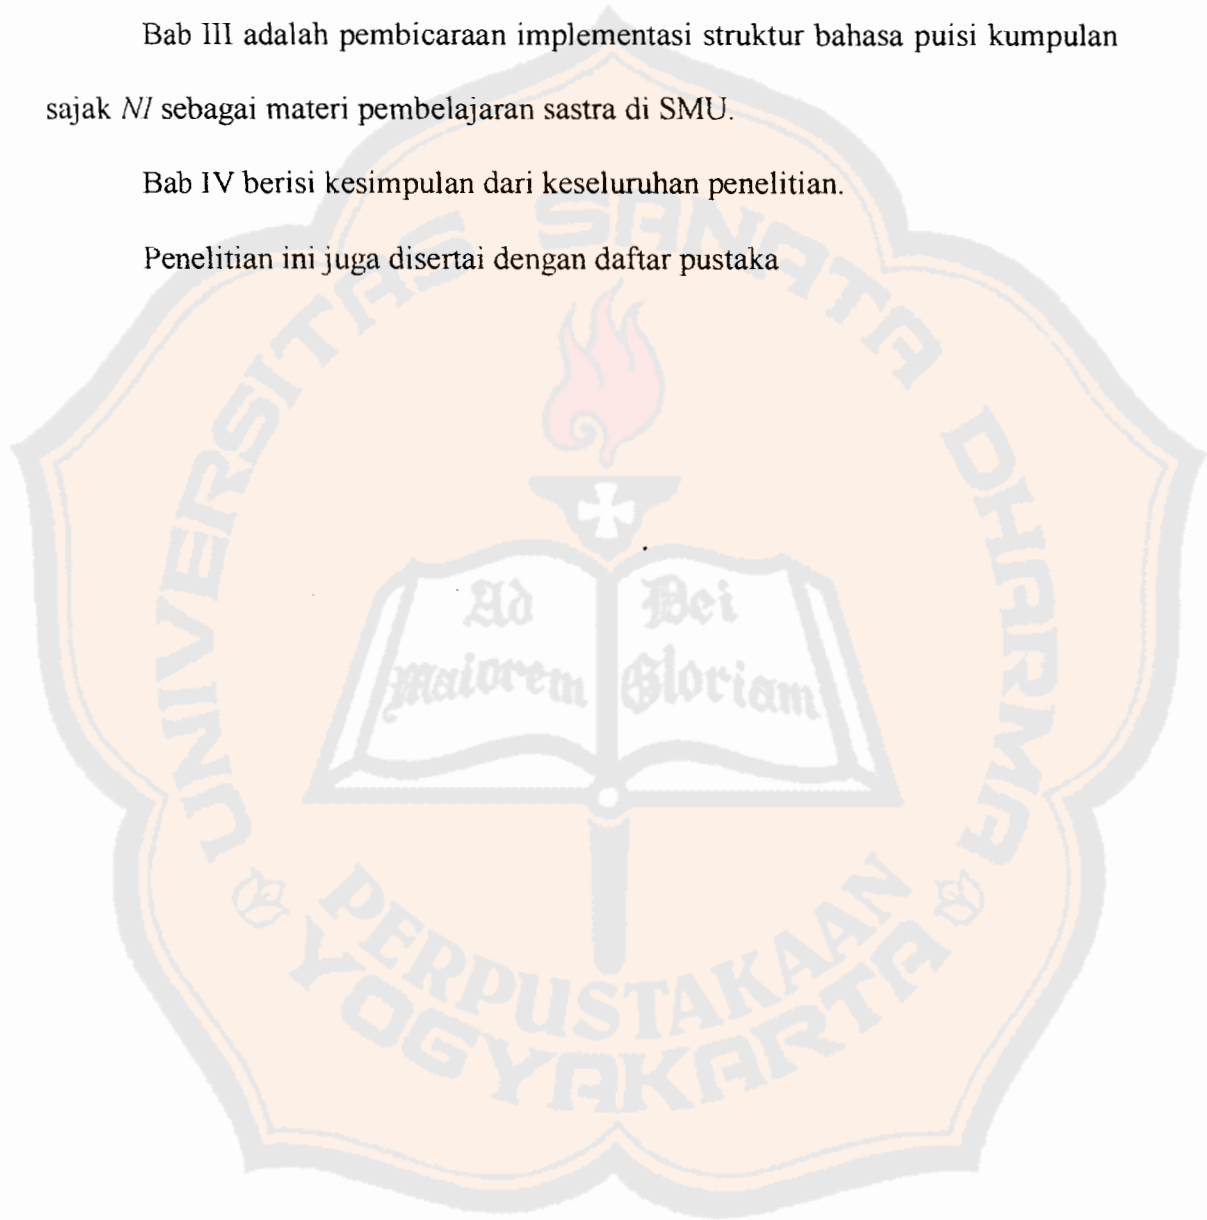 Bab III adalah pembicaraan implementasi struktur bahasa puisi kumpulan
sajak NI sebagai materi pembelajaran sastra di SMU.
Bab IV berisi kesimpulan dari keseluruhan penelitian.
Penelitian ini juga disertai dengan daftar pustaka
UNIVERSITAS SANATA DHARMA
Ad Dei
Maiorem Gloriam
PERPUSTAKAAN
YOGYAKARTA